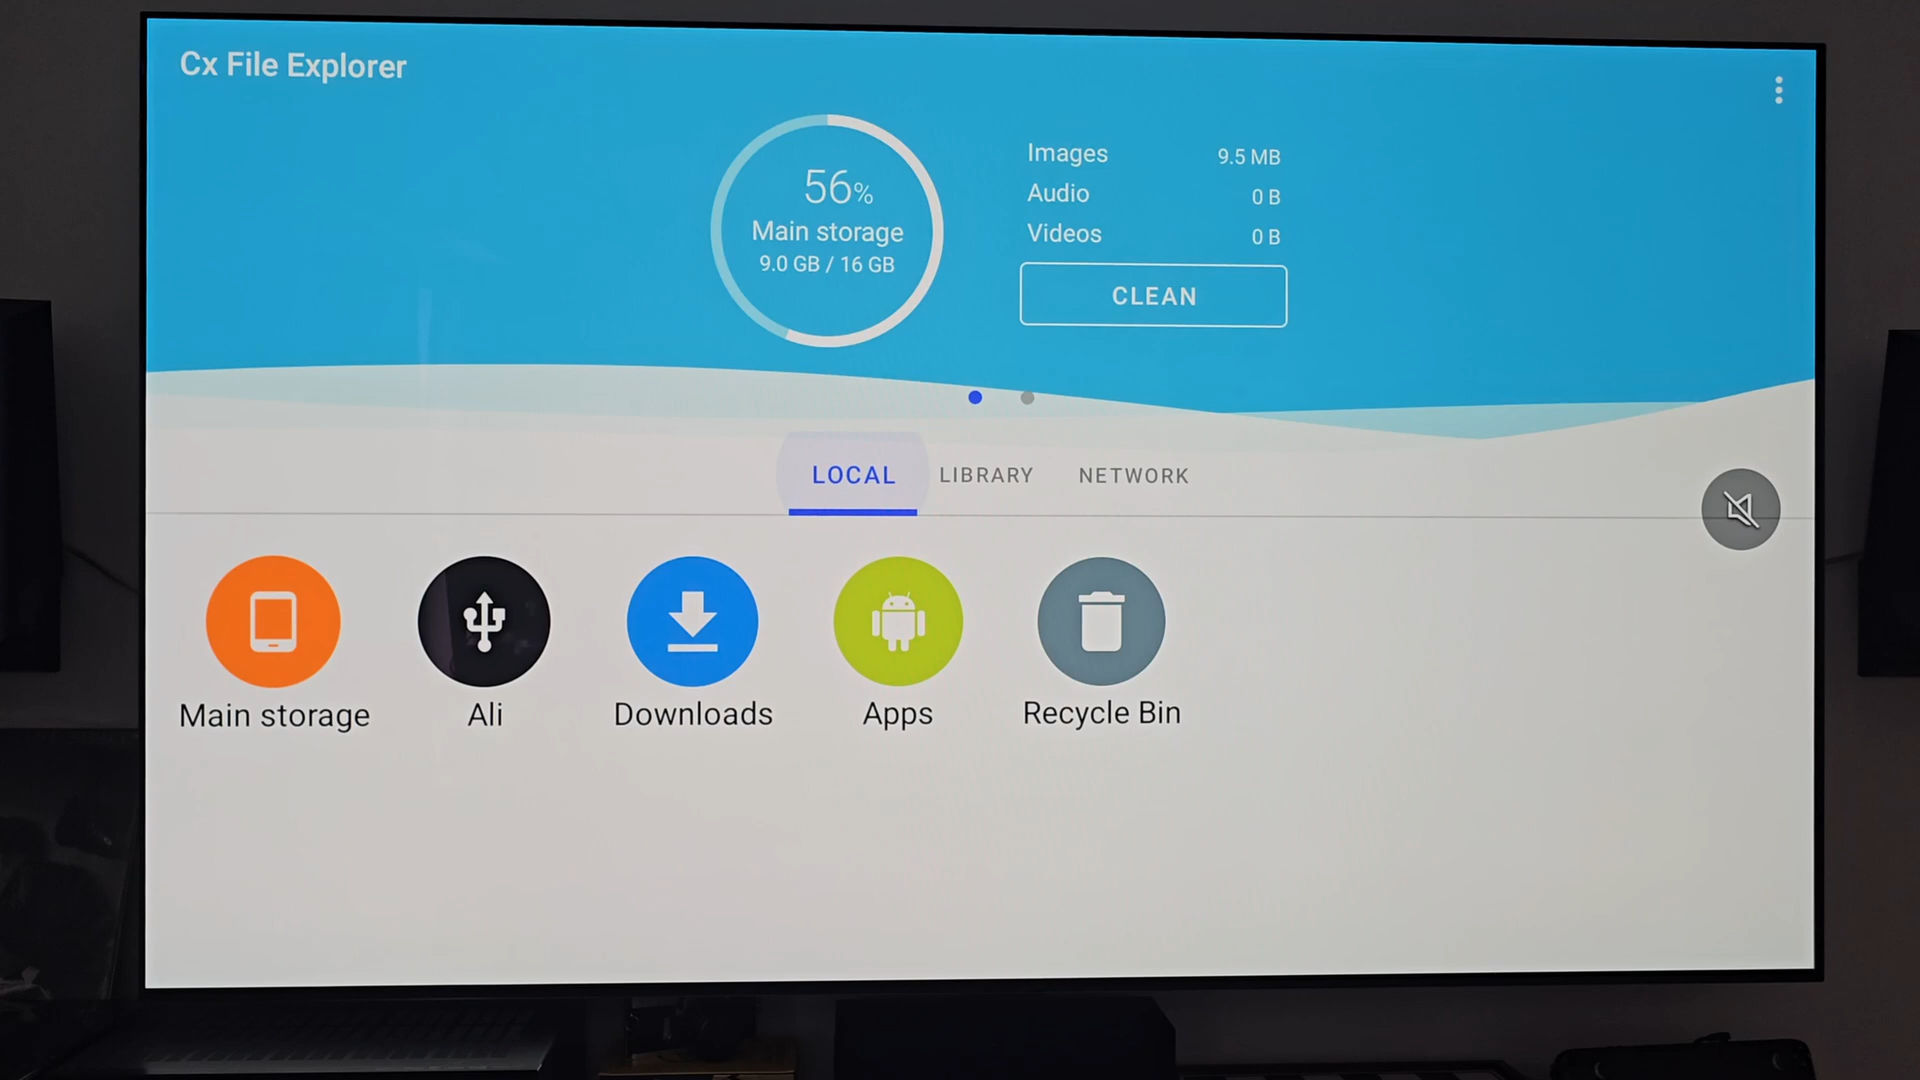 Cx File Explorer
56%
Main storage
9.0 GB / 16 GB
Images 9.5 MB
Audio 0 B
Videos 0 B
CLEAN
LOCAL LIBRARY NETWORK
Main storage Ali Downloads Apps Recycle Bin